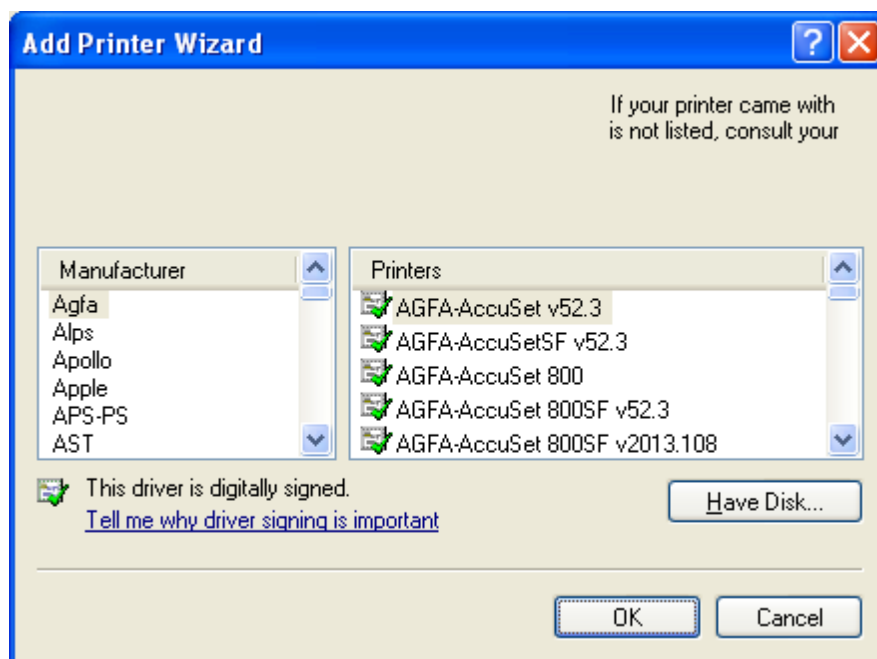 Add Printer Wizard
If your printer came with
is not listed, consult your
Manufacturer
Agfa
Alps
Apollo
Apple
APS-PS
AST
Printers
AGFA-AccuSet v52.3
AGFA-AccuSetSF v52.3
AGFA-AccuSet 800
AGFA-AccuSet 800SF v52.3
AGFA-AccuSet 800SF v2013.108
This driver is digitally signed.
Tell me why driver signing is important
Have Disk...
OK
Cancel